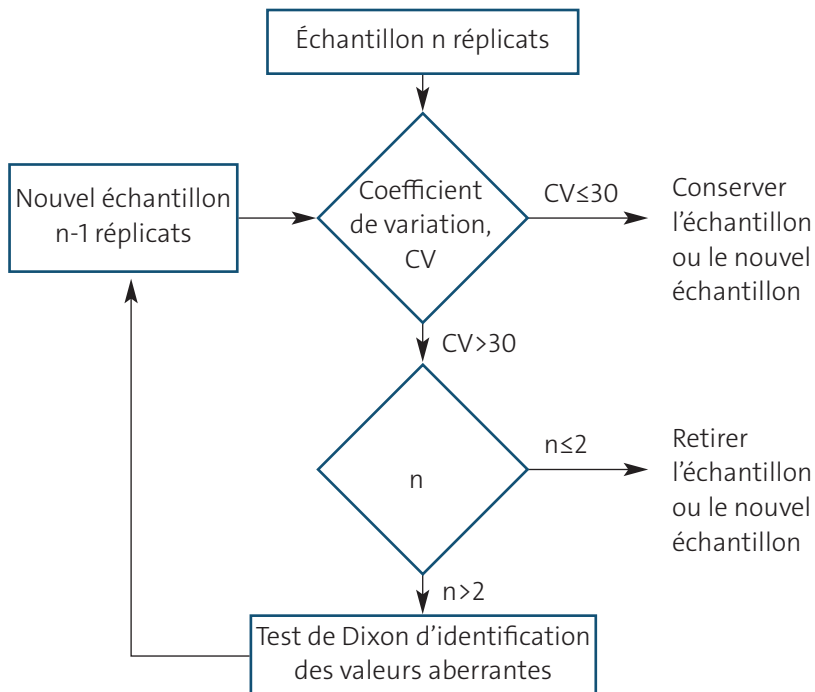 Échantillon n réplicats
Nouvel échantillon
n-1 réplicats
Coefficient
de variation,
CV
CV≤30
Conserver
l’échantillon
ou le nouvel
échantillon
CV>30
n
n≤2
Retirer
l’échantillon
ou le nouvel
échantillon
n>2
Test de Dixon d’identification
des valeurs aberrantes